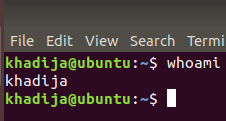 File Edit View Search Termi
khadija@ubuntu:~$ whoami
khadija
khadija@ubuntu:~$